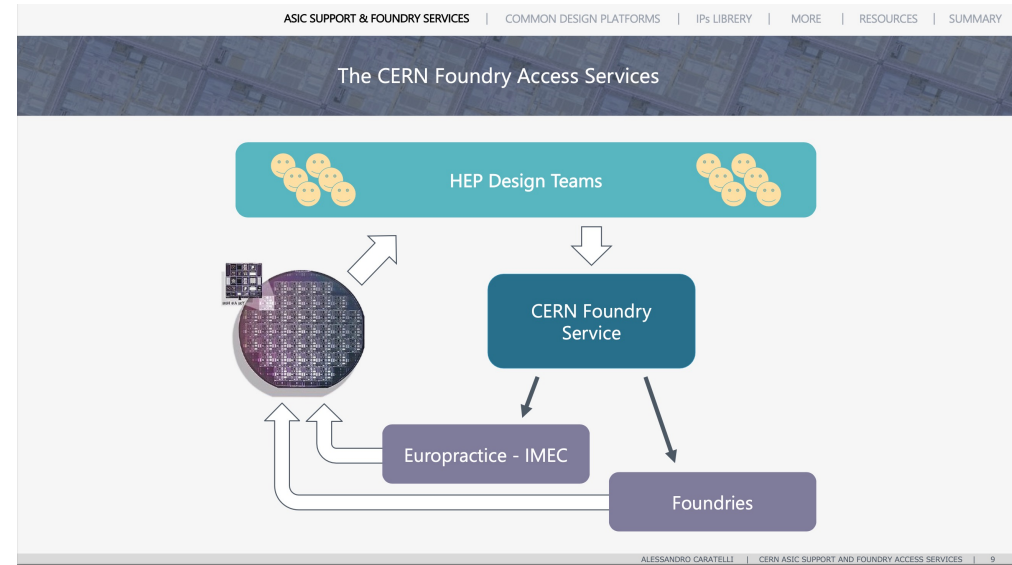 ASIC SUPPORT & FOUNDRY SERVICES | COMMON DESIGN PLATFORMS | IPs LIBRERY | MORE | RESOURCES | SUMMARY
The CERN Foundry Access Services
HEP Design Teams
CERN Foundry
Service
Europractice - IMEC
Foundries
ALESSANDRO CARATELLI | CERN ASIC SUPPORT AND FOUNDRY ACCESS SERVICES | 9